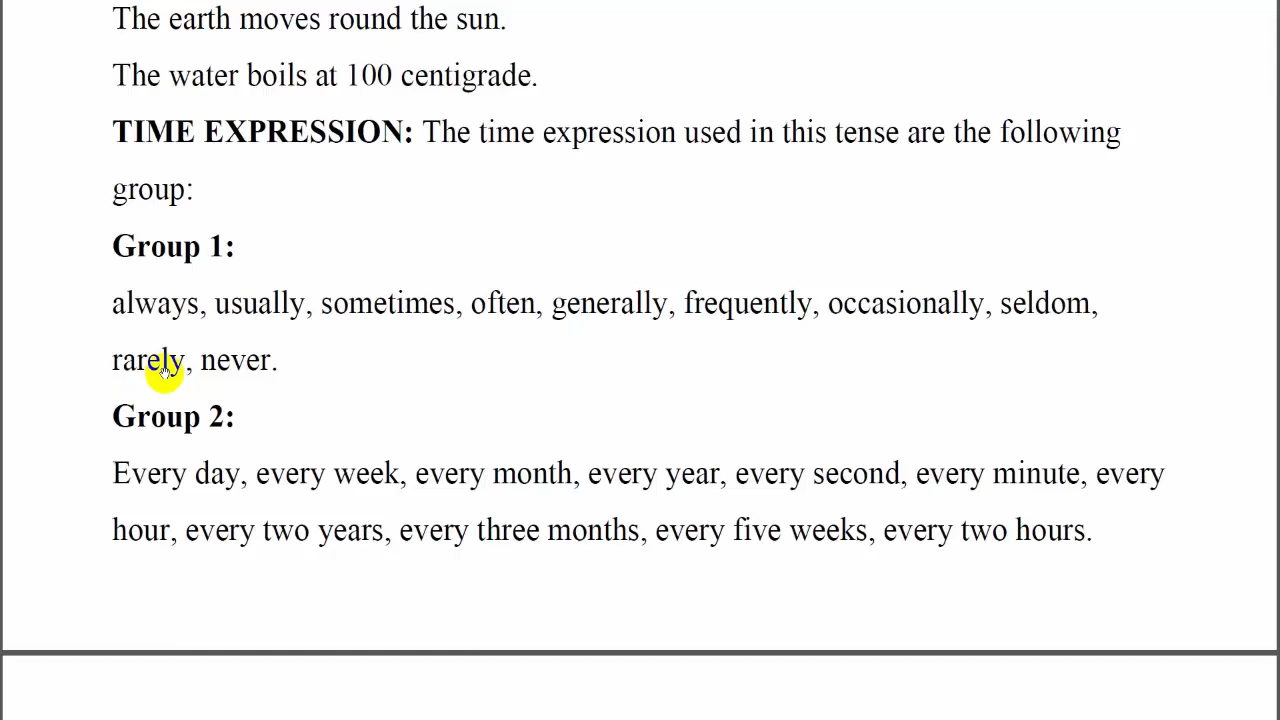 The earth moves round the sun.
The water boils at 100 centigrade.
TIME EXPRESSION: The time expression used in this tense are the following
group:
Group 1:
always, usually, sometimes, often, generally, frequently, occasionally, seldom,
rarely, never.
Group 2:
Every day, every week, every month, every year, every second, every minute, every
hour, every two years, every three months, every five weeks, every two hours.